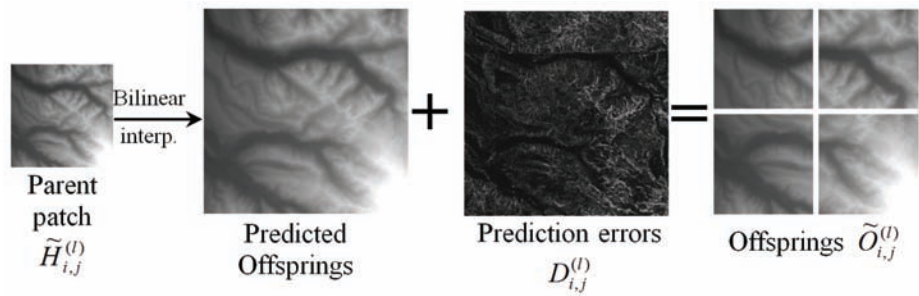 Bilinear
interp.
+
=
Parent
patch
H̃_{i,j}^{(l)}
Predicted
Offsprings
Prediction errors
D_{i,j}^{(l)}
Offsprings Õ_{i,j}^{(l)}